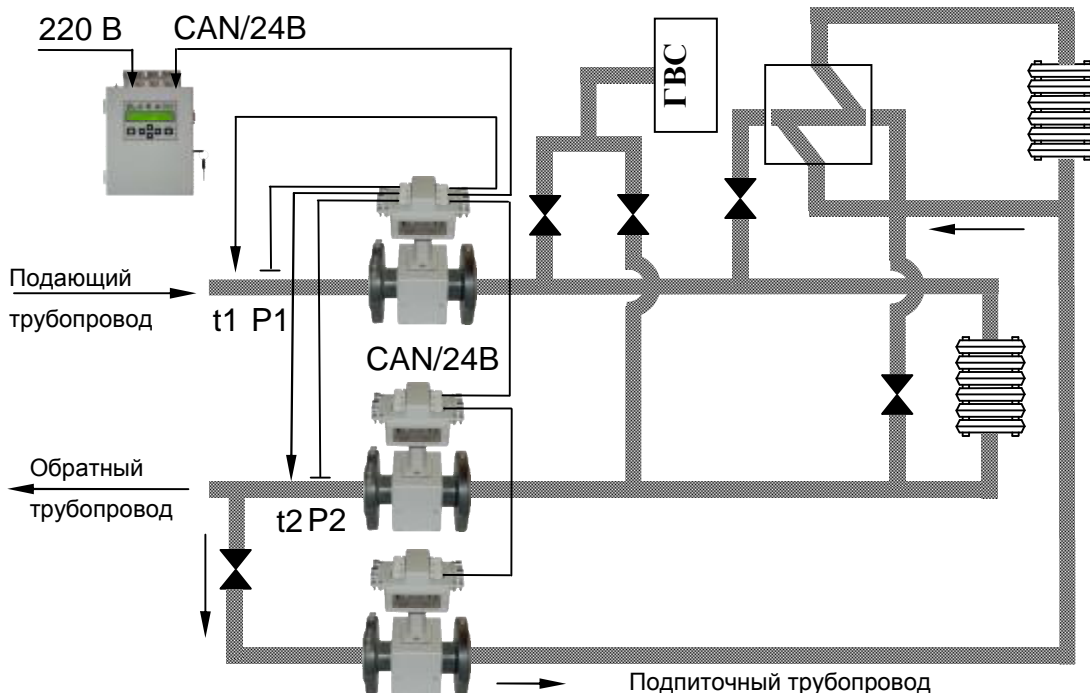 220 В
CAN/24В
ГВС
Подающий
трубопровод
t1 P1
CAN/24В
Обратный
трубопровод
t2 P2
Подпиточный трубопровод